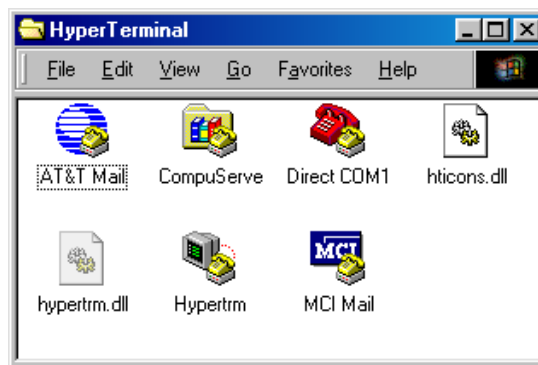 HyperTerminal
File Edit View Go Favorites Help
AT&T Mail CompuServe Direct COM1 hticons.dll
MCI
hypertrm.dll Hypertrm MCI Mail